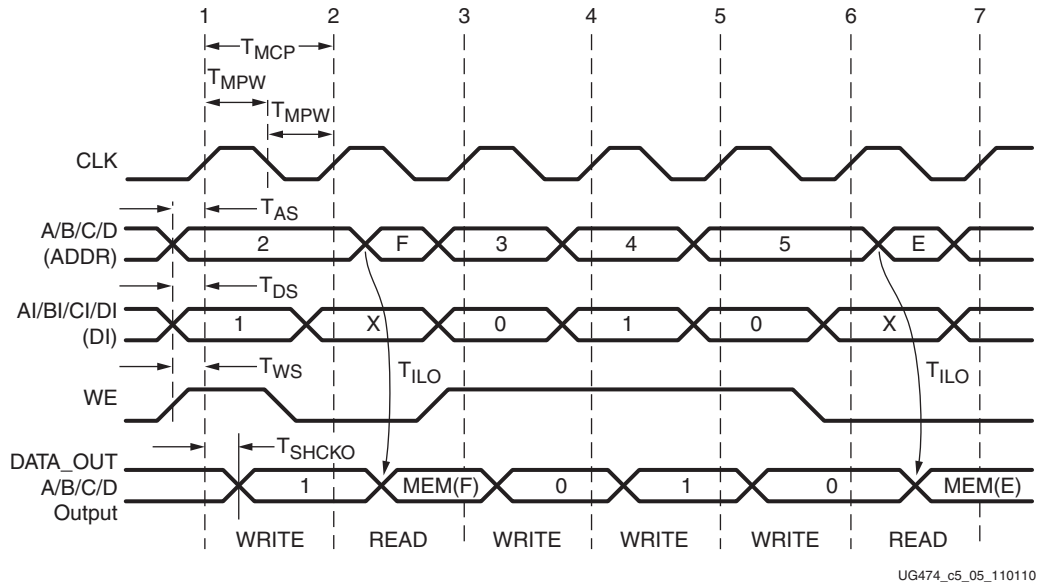 1 2 3 4 5 6 7
TMCP
TMPW
TMPW
CLK
TAS
A/B/C/D
(ADDR)
2 F 3 4 5 E
TDS
AI/BI/CI/DI
(DI)
1 X 0 1 0 X
TWS
TILO TILO
WE
TSHCKO
DATA_OUT
A/B/C/D
Output
1 MEM(F) 0 1 0 MEM(E)
WRITE READ WRITE WRITE WRITE READ
UG474_c5_05_110110